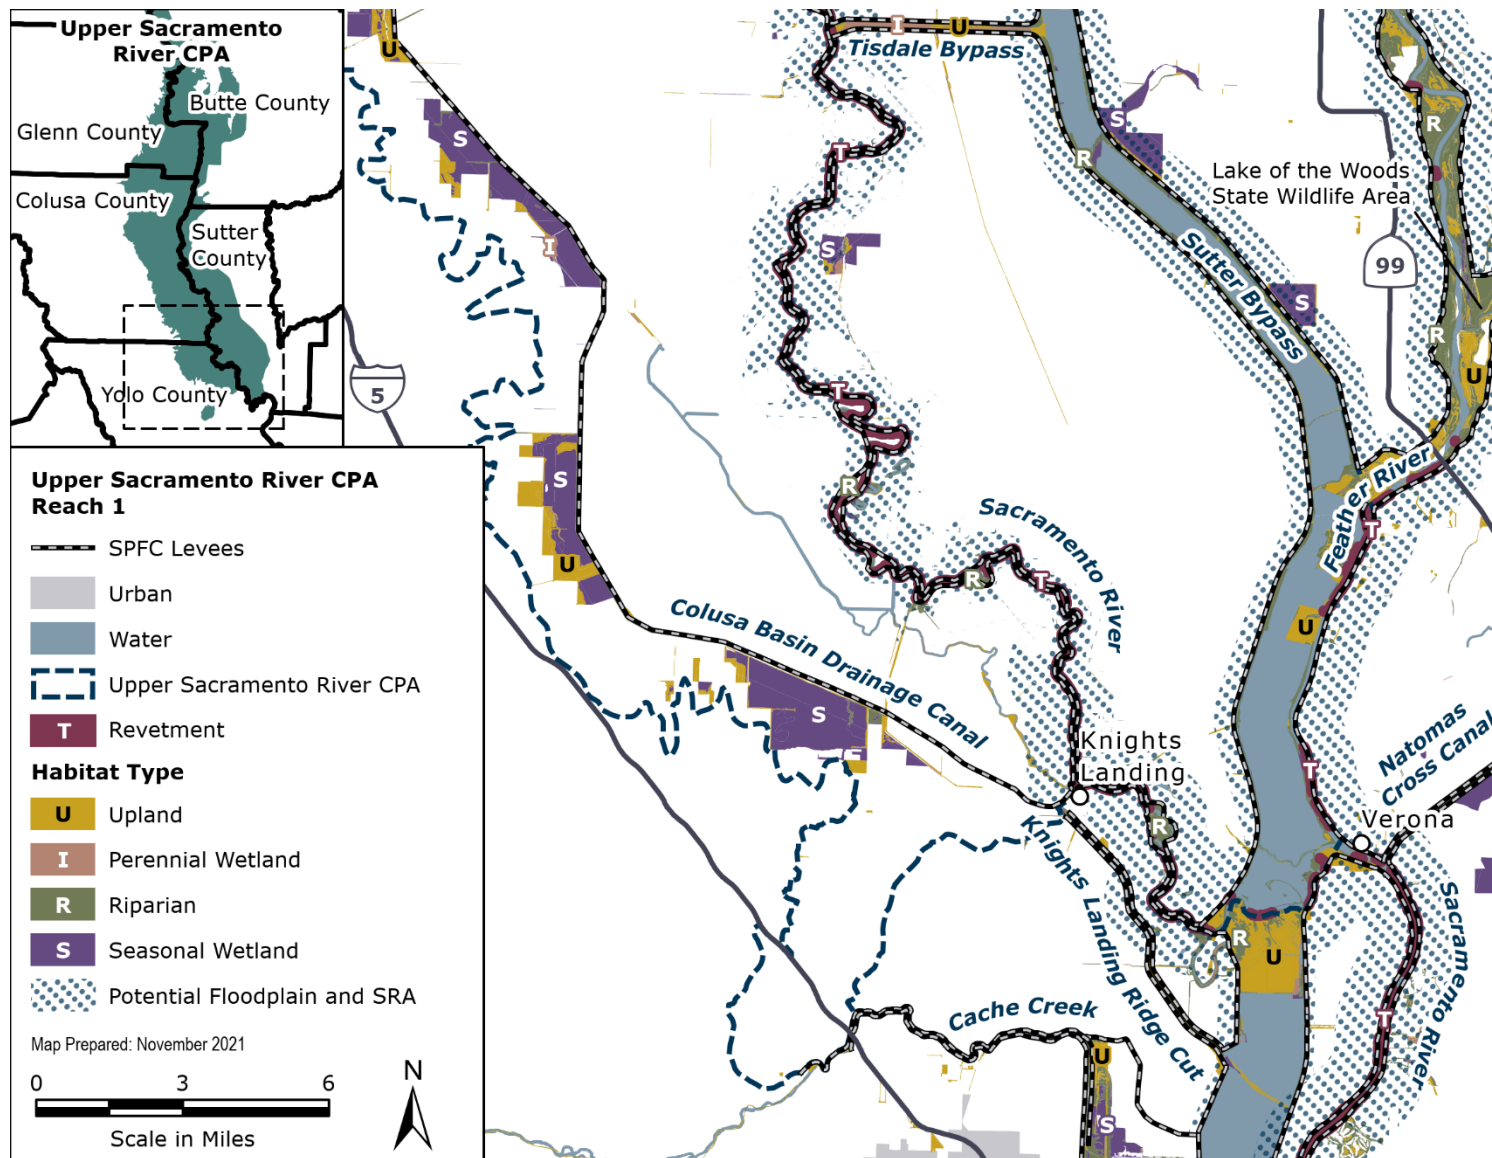 Upper Sacramento
River CPA
Butte County
Glenn County
Colusa County
Sutter
County
Yolo County
Upper Sacramento River CPA
Reach 1
SPFC Levees
Urban
Water
Upper Sacramento River CPA
T Revetment
Habitat Type
U Upland
I Perennial Wetland
R Riparian
S Seasonal Wetland
Potential Floodplain and SRA
Map Prepared: November 2021
0 3 6
Scale in Miles
N
U
I
U
Tisdale Bypass
S
S
T
R
R
Lake of the Woods
State Wildlife Area
I
S
Sutter Bypass
S
99
R
5
T
U
S
R
Feather River
T
Sacramento River
U
R
T
Colusa Basin Drainage Canal
U
S
Knights
Landing
T
Natomas
Cross Canal
Verona
R
Knights Landing Ridge Cut
R
U
Sacramento River
T
Cache Creek
U
S